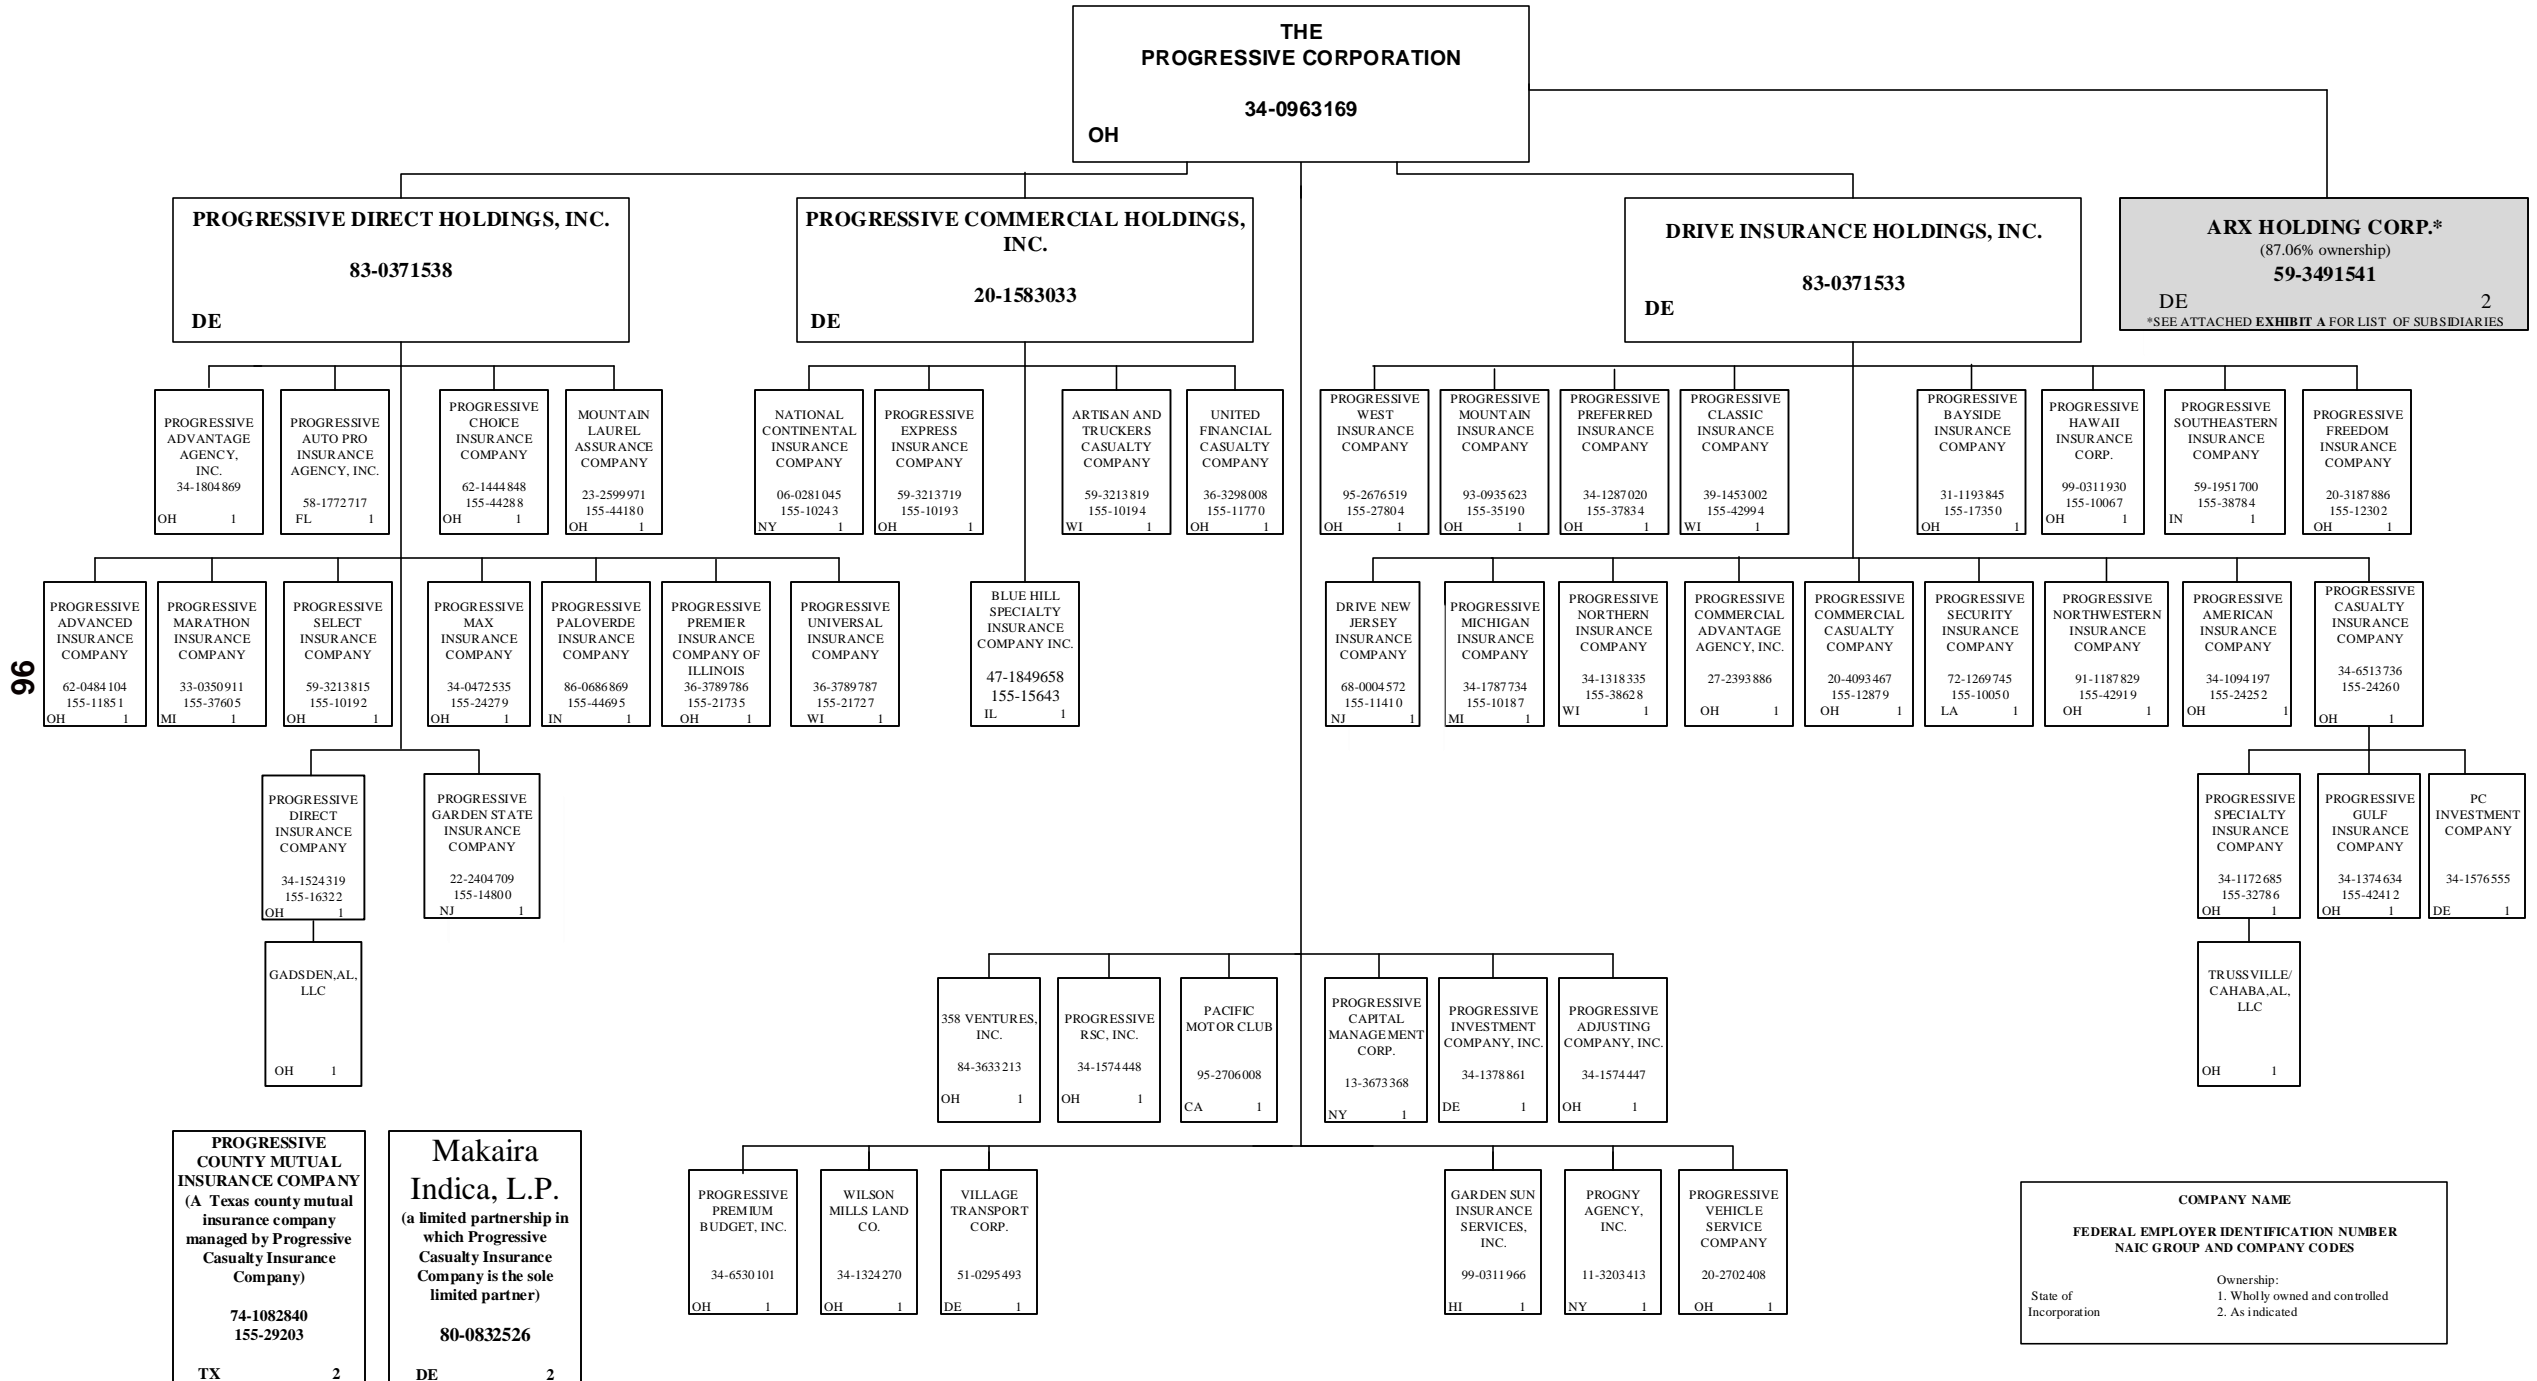 THE
PROGRESSIVE CORPORATION
34-0963169
OH
PROGRESSIVE DIRECT HOLDINGS, INC.
83-0371538
DE
PROGRESSIVE COMMERCIAL HOLDINGS,
INC.
20-1583033
DE
DRIVE INSURANCE HOLDINGS, INC.
83-0371533
DE
ARX HOLDING CORP.*
(87.06% ownership)
59-3491541
DE 2
*SEE ATTACHED EXHIBIT A FOR LIST OF SUBSIDIARIES
PROGRESSIVE
ADVANTAGE
AGENCY,
INC.
34-1804869
OH 1
PROGRESSIVE
AUTO PRO
INSURANCE
AGENCY, INC.
58-1772717
FL 1
PROGRESSIVE
CHOICE
INSURANCE
COMPANY
62-1444848
155-44288
OH 1
MOUNTAIN
LAUREL
ASSURANCE
COMPANY
23-2599971
155-44180
OH 1
NATIONAL
CONTINENTAL
INSURANCE
COMPANY
06-0281045
155-10243
NY 1
PROGRESSIVE
EXPRESS
INSURANCE
COMPANY
59-3213719
155-10193
OH 1
ARTISAN AND
TRUCKERS
CASUALTY
COMPANY
59-3213819
155-10194
WI 1
UNITED
FINANCIAL
CASUALTY
COMPANY
36-3298008
155-11770
OH 1
PROGRESSIVE
WEST
INSURANCE
COMPANY
95-2676519
155-27804
OH 1
PROGRESSIVE
MOUNTAIN
INSURANCE
COMPANY
93-0935623
155-35190
OH 1
PROGRESSIVE
PREFERRED
INSURANCE
COMPANY
34-1287020
155-37834
OH 1
PROGRESSIVE
CLASSIC
INSURANCE
COMPANY
39-1453002
155-42994
WI 1
PROGRESSIVE
BAYSIDE
INSURANCE
COMPANY
31-1193845
155-17350
OH 1
PROGRESSIVE
HAWAII
INSURANCE
CORP.
99-0311930
155-10067
OH 1
PROGRESSIVE
SOUTHEASTERN
INSURANCE
COMPANY
59-1951700
155-38784
IN 1
PROGRESSIVE
FREEDOM
INSURANCE
COMPANY
20-3187886
155-12302
OH 1
96
PROGRESSIVE
ADVANCED
INSURANCE
COMPANY
62-0484104
155-11851
OH 1
PROGRESSIVE
MARATHON
INSURANCE
COMPANY
33-0350911
155-37605
MI 1
PROGRESSIVE
SELECT
INSURANCE
COMPANY
59-3213815
155-10192
OH 1
PROGRESSIVE
MAX
INSURANCE
COMPANY
34-0472535
155-24279
OH 1
PROGRESSIVE
PALOVERDE
INSURANCE
COMPANY
86-0686869
155-44695
IN 1
PROGRESSIVE
PREMIER
INSURANCE
COMPANY OF
ILLINOIS
36-3789786
155-21735
OH 1
PROGRESSIVE
UNIVERSAL
INSURANCE
COMPANY
36-3789787
155-21727
WI 1
BLUE HILL
SPECIALTY
INSURANCE
COMPANY INC.
47-1849658
155-15643
IL 1
DRIVE NEW
JERSEY
INSURANCE
COMPANY
68-0004572
155-11410
NJ 1
PROGRESSIVE
MICHIGAN
INSURANCE
COMPANY
34-1787734
155-10187
MI 1
PROGRESSIVE
NORTHERN
INSURANCE
COMPANY
34-1318335
155-38628
WI 1
PROGRESSIVE
COMMERCIAL
ADVANTAGE
AGENCY, INC.
27-2393886
OH 1
PROGRESSIVE
COMMERCIAL
CASUALTY
COMPANY
20-4093467
155-12879
OH 1
PROGRESSIVE
SECURITY
INSURANCE
COMPANY
72-1269745
155-10050
LA 1
PROGRESSIVE
NORTHWESTERN
INSURANCE
COMPANY
91-1187829
155-42919
OH 1
PROGRESSIVE
AMERICAN
INSURANCE
COMPANY
34-1094197
155-24252
OH 1
PROGRESSIVE
CASUALTY
INSURANCE
COMPANY
34-6513736
155-24260
OH 1
PROGRESSIVE
DIRECT
INSURANCE
COMPANY
34-1524319
155-16322
OH 1
PROGRESSIVE
GARDEN STATE
INSURANCE
COMPANY
22-2404709
155-14800
NJ 1
PROGRESSIVE
SPECIALTY
INSURANCE
COMPANY
34-1172685
155-32786
OH 1
PROGRESSIVE
GULF
INSURANCE
COMPANY
34-1374634
155-42412
OH 1
PC
INVESTMENT
COMPANY
34-1576555
DE 1
GADSDEN,AL,
LLC
OH 1
358 VENTURES,
INC.
84-3633213
OH 1
PROGRESSIVE
RSC, INC.
34-1574448
OH 1
PACIFIC
MOTOR CLUB
95-2706008
CA 1
PROGRESSIVE
CAPITAL
MANAGEMENT
CORP.
13-3673368
NY 1
PROGRESSIVE
INVESTMENT
COMPANY, INC.
34-1378861
DE 1
PROGRESSIVE
ADJUSTING
COMPANY, INC.
34-1574447
OH 1
TRUSSVILLE/
CAHABA,AL,
LLC
OH 1
PROGRESSIVE
COUNTY MUTUAL
INSURANCE COMPANY
(A Texas county mutual
insurance company
managed by Progressive
Casualty Insurance
Company)
74-1082840
155-29203
TX 2
Makaira
Indica, L.P.
(a limited partnership in
which Progressive
Casualty Insurance
Company is the sole
limited partner)
80-0832526
DE 2
PROGRESSIVE
PREMIUM
BUDGET, INC.
34-6530101
OH 1
WILSON
MILLS LAND
CO.
34-1324270
OH 1
VILLAGE
TRANSPORT
CORP.
51-0295493
DE 1
GARDEN SUN
INSURANCE
SERVICES,
INC.
99-0311966
HI 1
PROGNY
AGENCY,
INC.
11-3203413
NY 1
PROGRESSIVE
VEHICLE
SERVICE
COMPANY
20-2702408
OH 1
COMPANY NAME
FEDERAL EMPLOYER IDENTIFICATION NUMBER
NAIC GROUP AND COMPANY CODES
Ownership:
State of 1. Wholly owned and controlled
Incorporation 2. As indicated